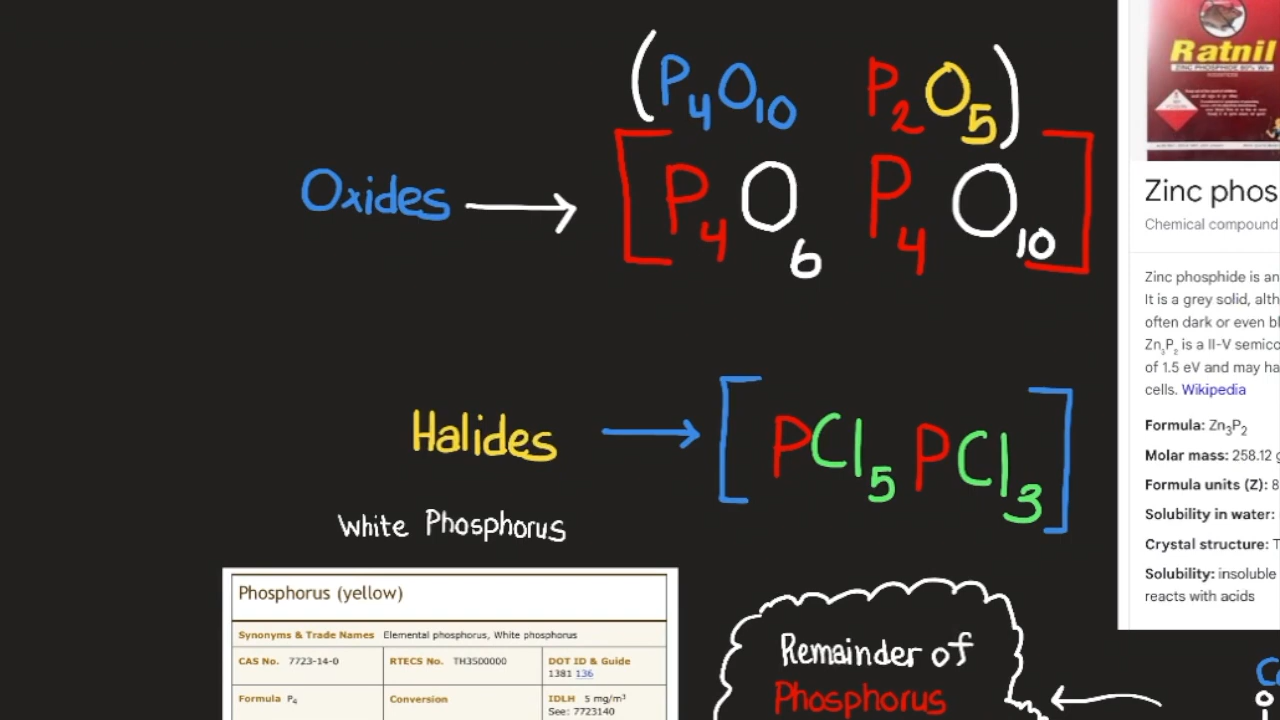 (P4O10 P2O5)
Oxides → [P4O6 P4O10]
Halides → [PCl5 PCl3]
White Phosphorus
Phosphorus (yellow)
Synonyms & Trade Names Elemental phosphorus, White phosphorus
CAS No. 7723-14-0 RTECS No. TH3500000 DOT ID & Guide
1381 136
Formula P4 Conversion IDLH 5 mg/m3
See: 7723140
Remainder of
Phosphorus
Ratnil
Zinc phos
Chemical compound
Zinc phosphide is an
It is a grey solid, alth
often dark or even bl
Zn3P2 is a II-V semico
of 1.5 eV and may ha
cells. Wikipedia
Formula: Zn3P2
Molar mass: 258.12 g
Formula units (Z): 8
Solubility in water:
Crystal structure: T
Solubility: insoluble
reacts with acids